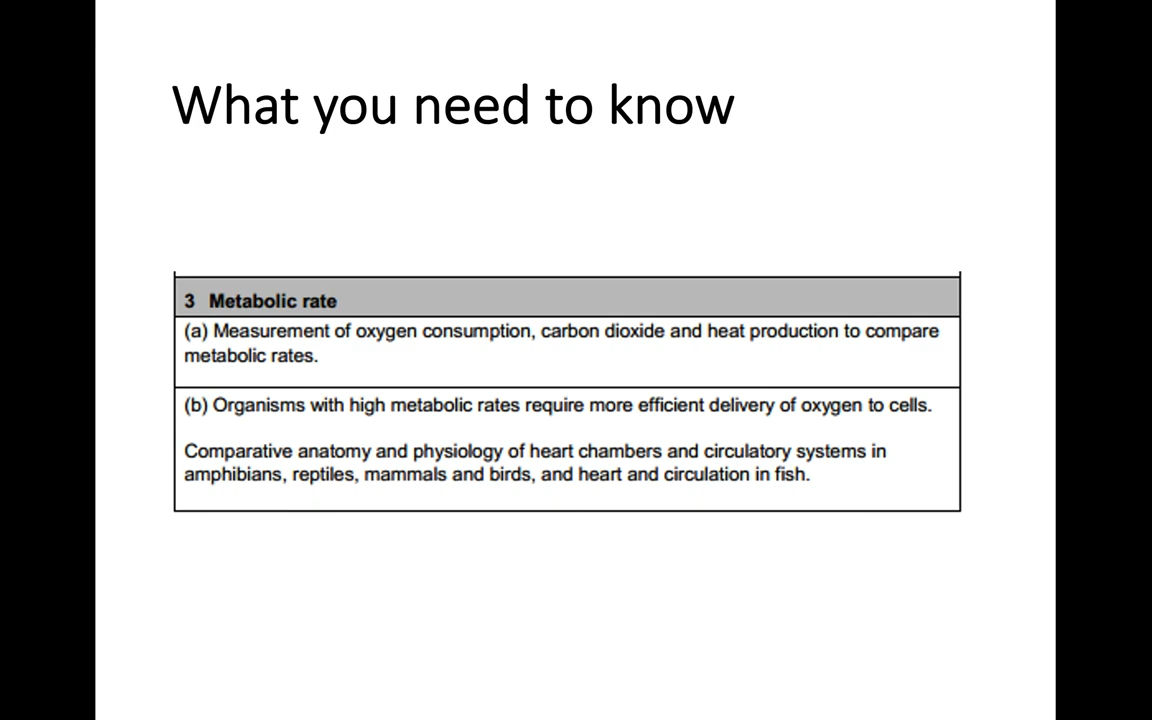 What you need to know
3 Metabolic rate
(a) Measurement of oxygen consumption, carbon dioxide and heat production to compare
metabolic rates.
(b) Organisms with high metabolic rates require more efficient delivery of oxygen to cells.
Comparative anatomy and physiology of heart chambers and circulatory systems in
amphibians, reptiles, mammals and birds, and heart and circulation in fish.